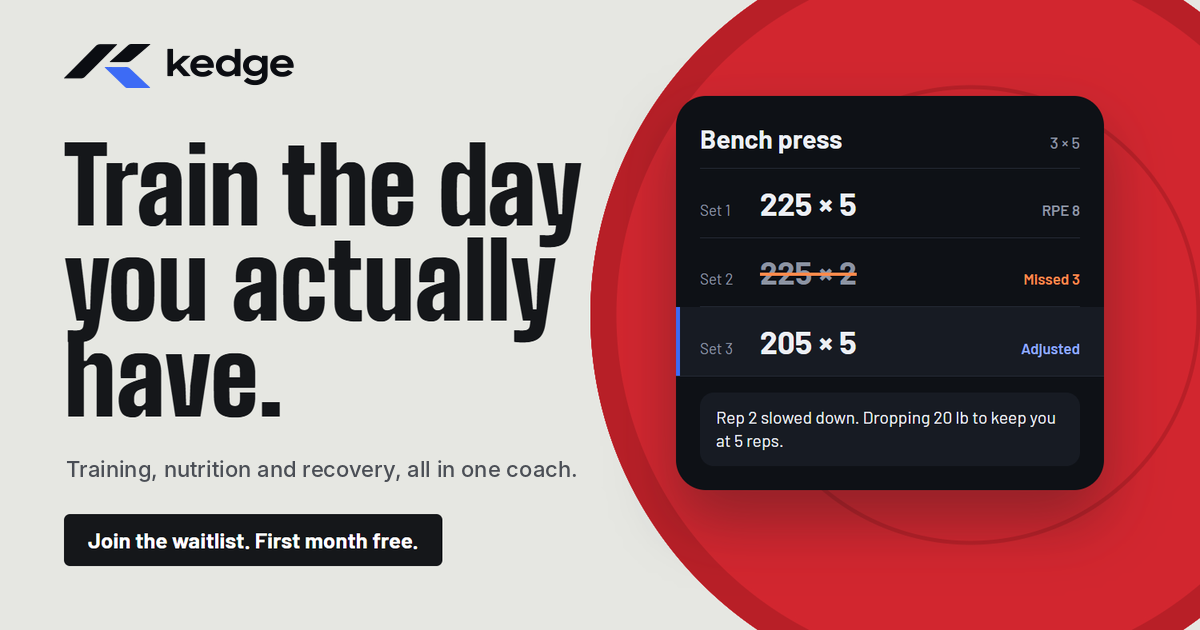 kedge
Train the day
you actually
have.
Training, nutrition and recovery, all in one coach.
Join the waitlist. First month free.
Bench press 3 × 5
Set 1 225 × 5 RPE 8
Set 2 225 × 2 Missed 3
Set 3 205 × 5 Adjusted
Rep 2 slowed down. Dropping 20 lb to keep you
at 5 reps.